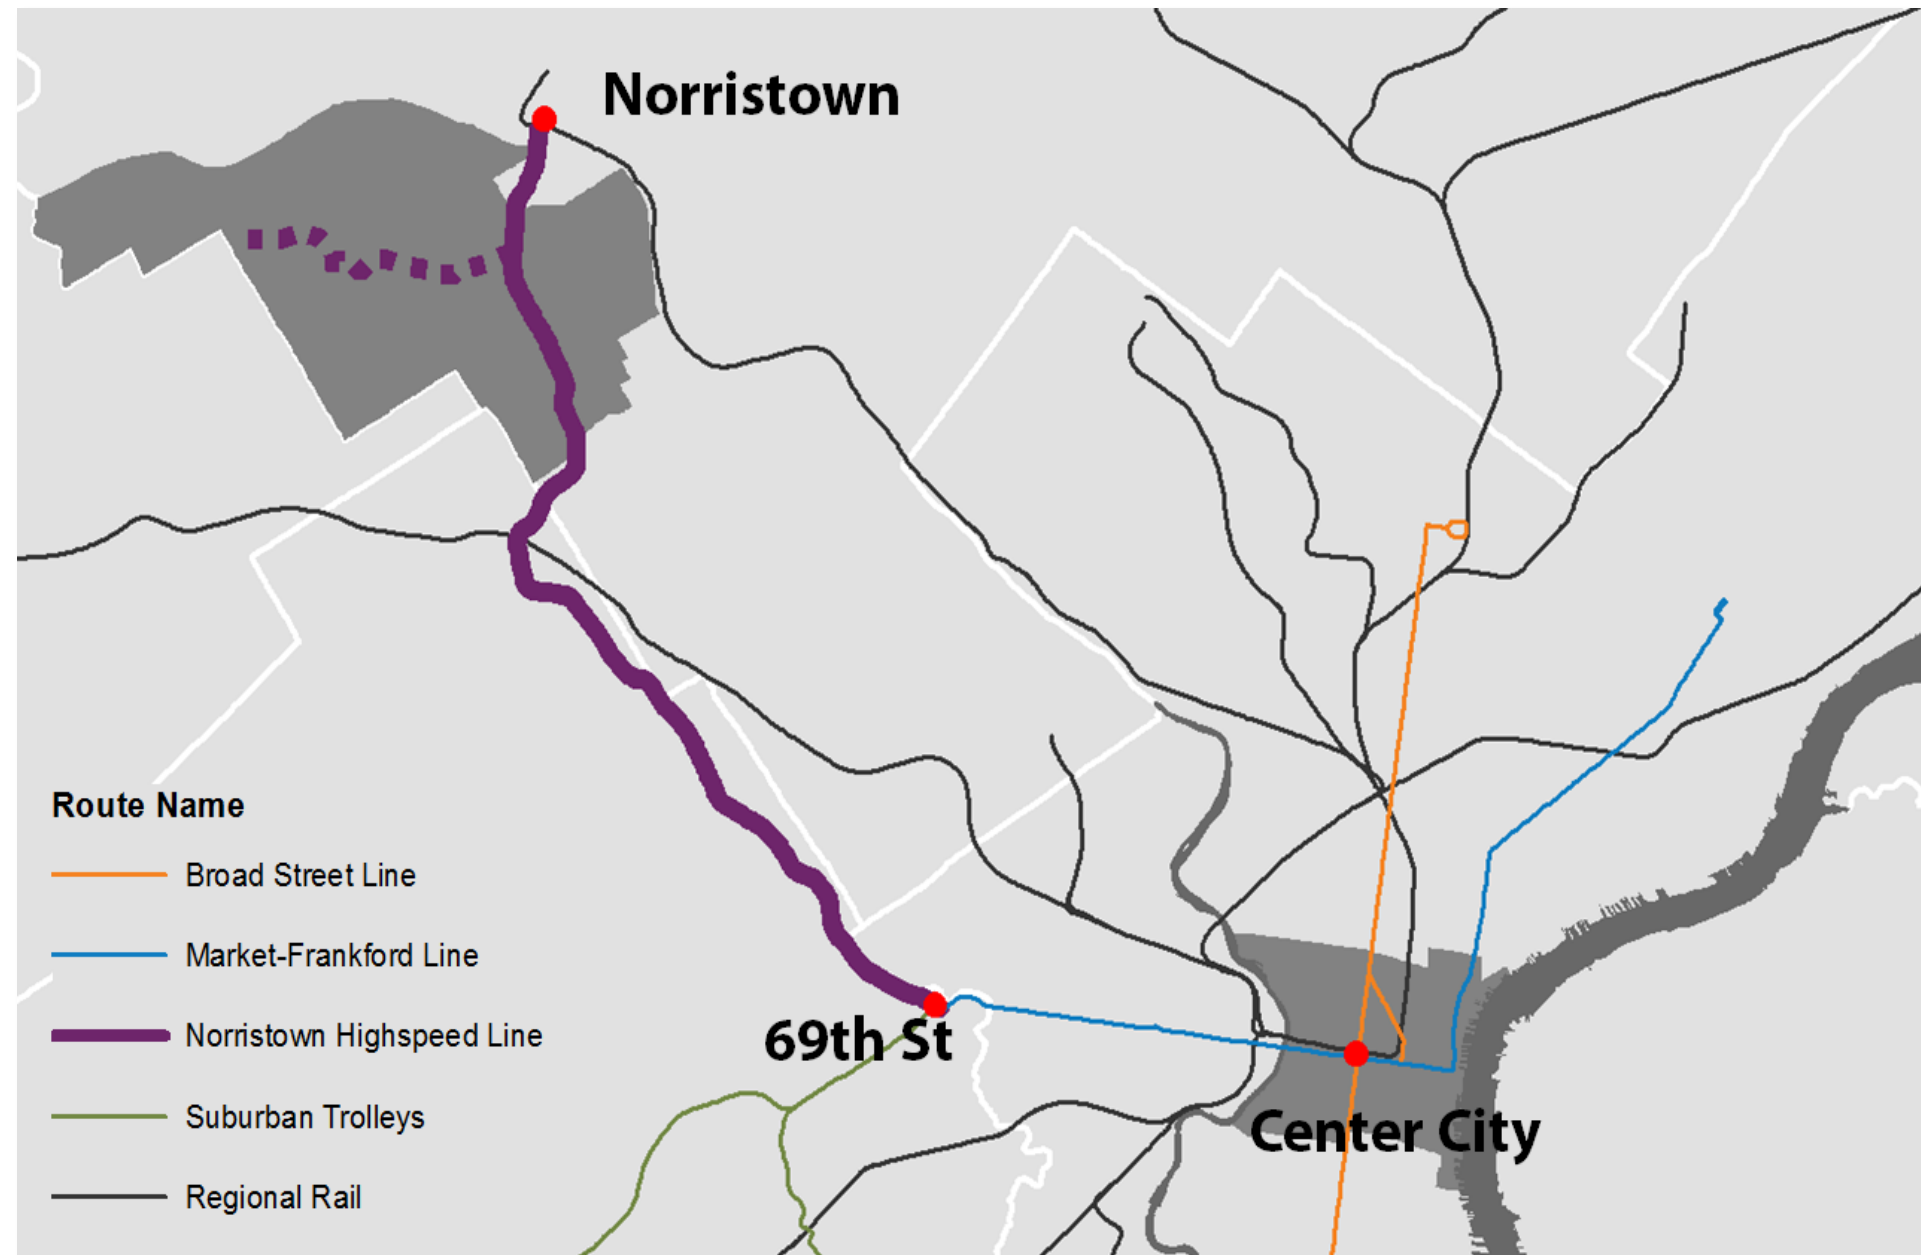 Norristown
69th St
Center City
Route Name
Broad Street Line
Market-Frankford Line
Norristown Highspeed Line
Suburban Trolleys
Regional Rail